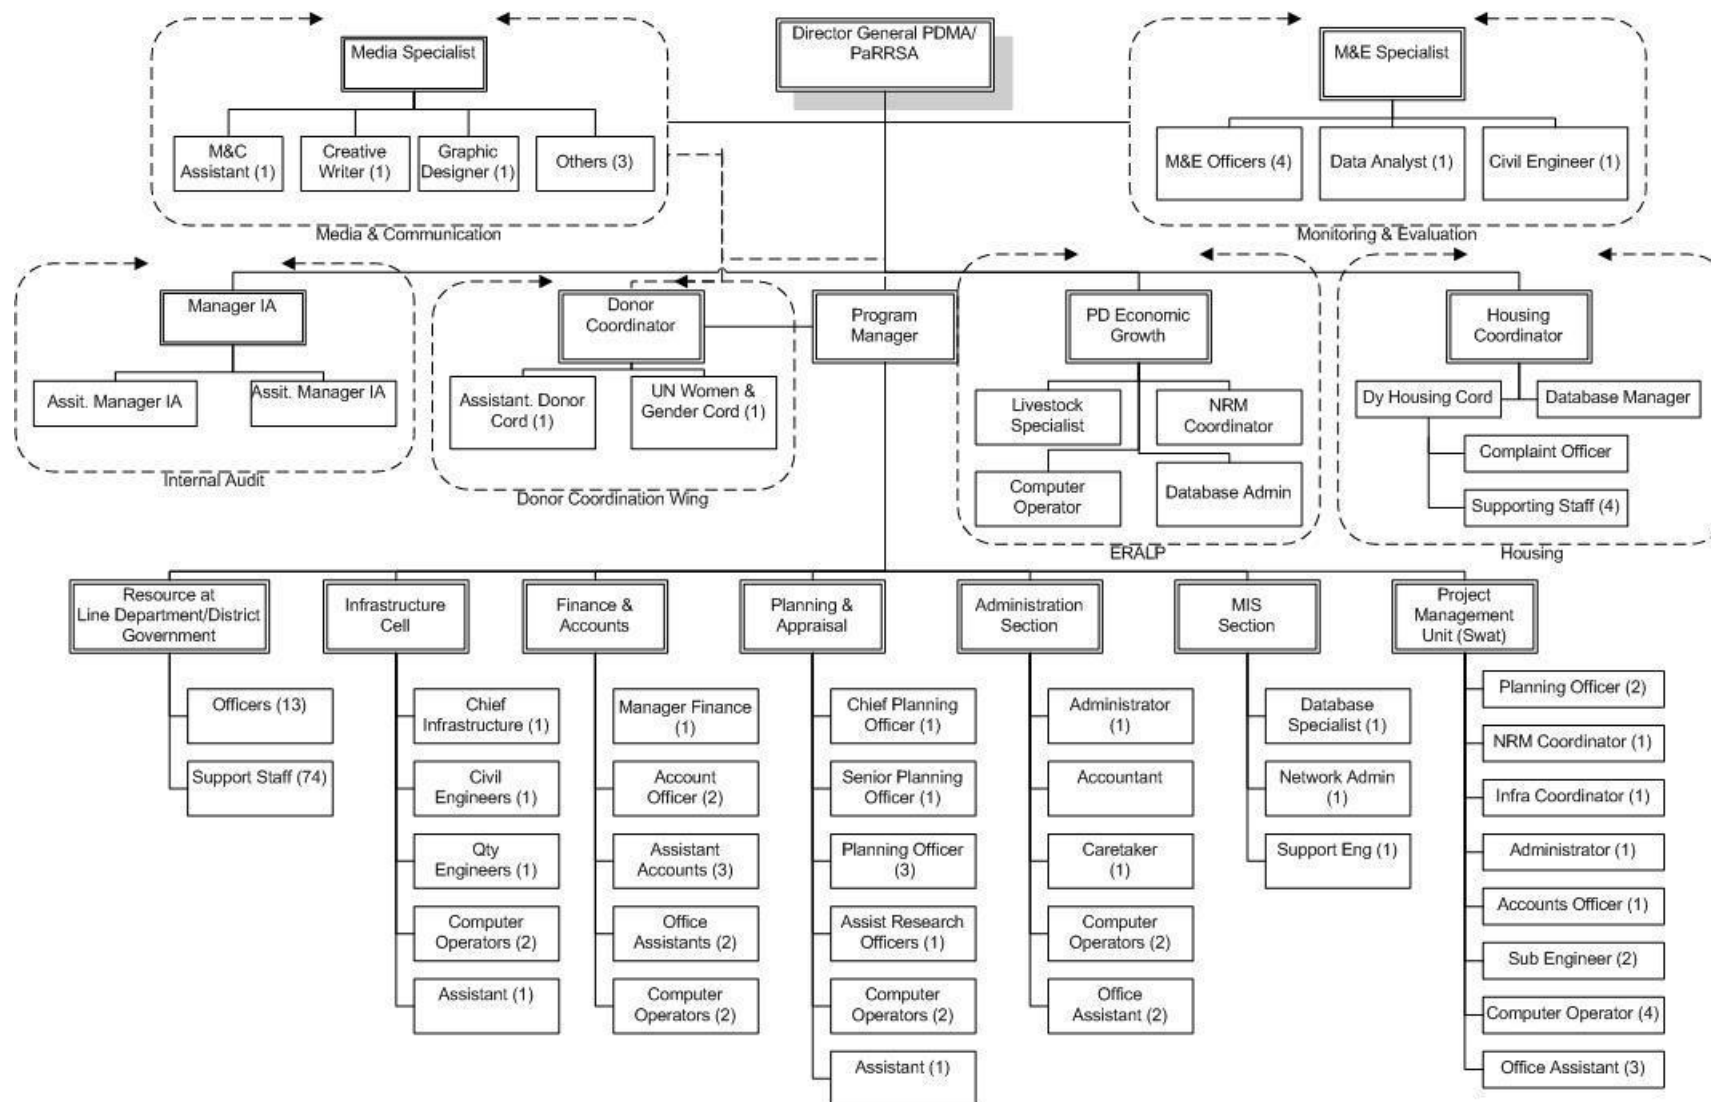 Director General PDMA/
PaRRSA
Media Specialist
M&C
Assistant (1)
Creative
Writer (1)
Graphic
Designer (1)
Others (3)
Media & Communication
M&E Specialist
M&E Officers (4)
Data Analyst (1)
Civil Engineer (1)
Monitoring & Evaluation
Manager IA
Assit. Manager IA
Assit. Manager IA
Internal Audit
Donor
Coordinator
Assistant. Donor
Cord (1)
UN Women &
Gender Cord (1)
Donor Coordination Wing
Program
Manager
PD Economic
Growth
Livestock
Specialist
NRM
Coordinator
Computer
Operator
Database Admin
ERALP
Housing
Coordinator
Dy Housing Cord
Database Manager
Complaint Officer
Supporting Staff (4)
Housing
Resource at
Line Department/District
Government
Officers (13)
Support Staff (74)
Infrastructure
Cell
Chief
Infrastructure (1)
Civil
Engineers (1)
Qty
Engineers (1)
Computer
Operators (2)
Assistant (1)
Finance &
Accounts
Manager Finance
(1)
Account
Officer (2)
Assistant
Accounts (3)
Office
Assistants (2)
Computer
Operators (2)
Planning &
Appraisal
Chief Planning
Officer (1)
Senior Planning
Officer (1)
Planning Officer
(3)
Assist Research
Officers (1)
Computer
Operators (2)
Assistant (1)
Administration
Section
Administrator
(1)
Accountant
Caretaker
(1)
Computer
Operators (2)
Office
Assistant (2)
MIS
Section
Database
Specialist (1)
Network Admin
(1)
Support Eng (1)
Project
Management
Unit (Swat)
Planning Officer (2)
NRM Coordinator (1)
Infra Coordinator (1)
Administrator (1)
Accounts Officer (1)
Sub Engineer (2)
Computer Operator (4)
Office Assistant (3)